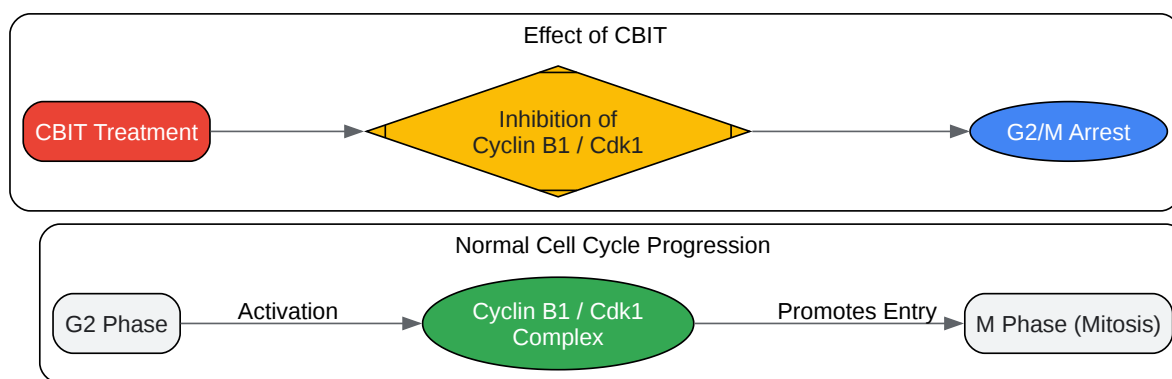 Effect of CBIT
CBIT Treatment
Inhibition of
Cyclin B1 / Cdk1
G2/M Arrest
Normal Cell Cycle Progression
G2 Phase
Activation
Cyclin B1 / Cdk1
Complex
Promotes Entry
M Phase (Mitosis)